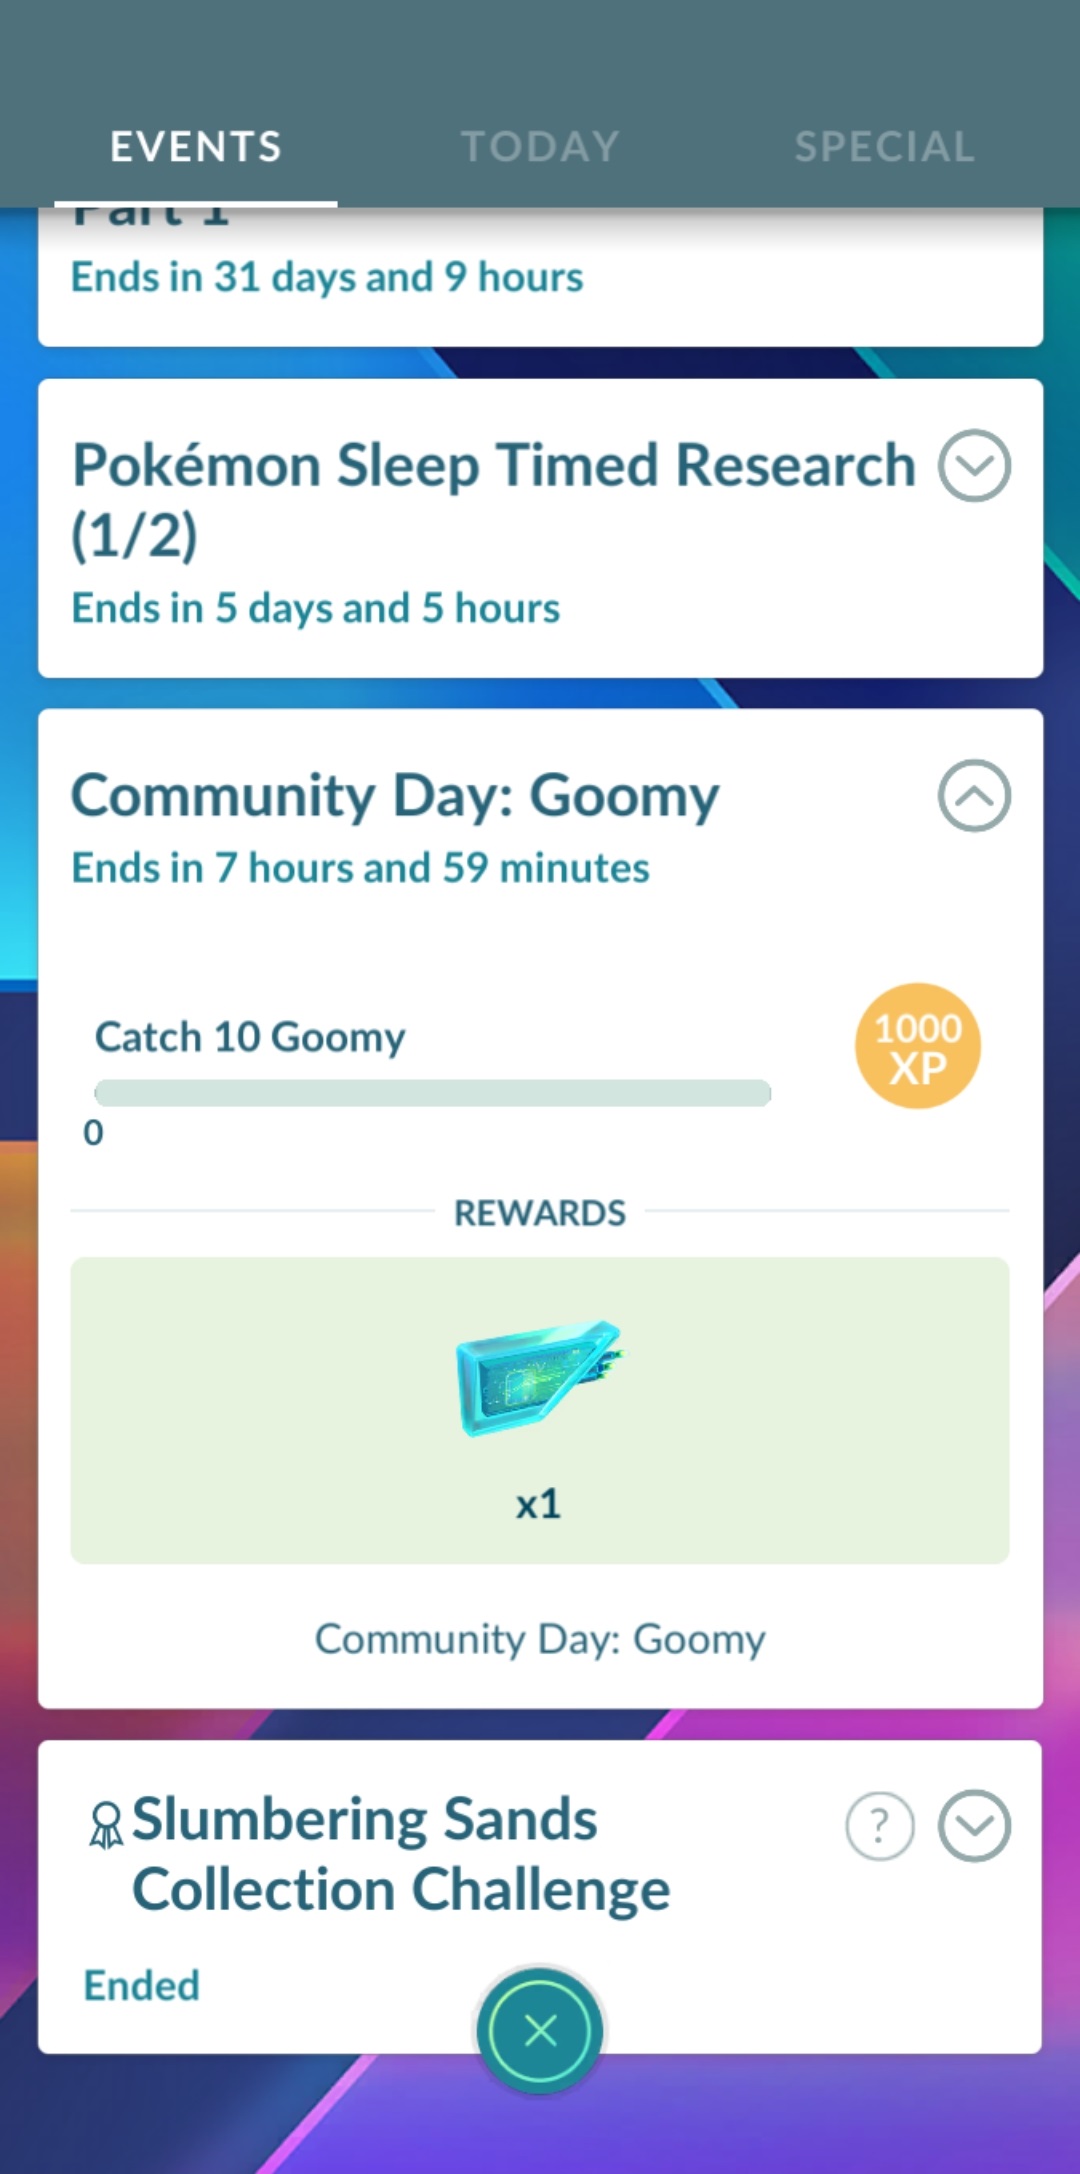 EVENTS TODAY SPECIAL
Part 1
Ends in 31 days and 9 hours
Pokémon Sleep Timed Research
(1/2)
Ends in 5 days and 5 hours
Community Day: Goomy
Ends in 7 hours and 59 minutes
Catch 10 Goomy
1000
XP
0
REWARDS
x1
Community Day: Goomy
Slumbering Sands
?
Collection Challenge
Ended